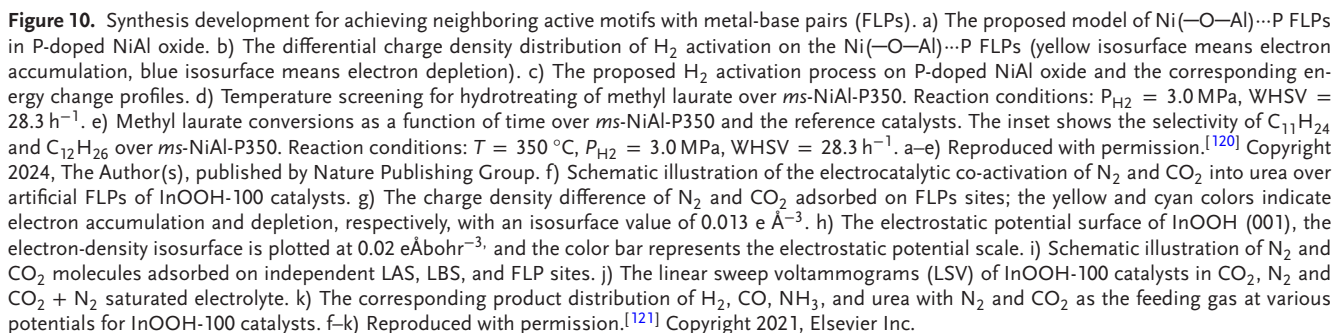 Figure 10. Synthesis development for achieving neighboring active motifs with metal-base pairs (FLPs). a) The proposed model of Ni(—O—Al)···P FLPs
in P-doped NiAl oxide. b) The differential charge density distribution of H₂ activation on the Ni(—O—Al)···P FLPs (yellow isosurface means electron
accumulation, blue isosurface means electron depletion). c) The proposed H₂ activation process on P-doped NiAl oxide and the corresponding en-
ergy change profiles. d) Temperature screening for hydrotreating of methyl laurate over ms-NiAl-P350. Reaction conditions: P_H2 = 3.0 MPa, WHSV =
28.3 h⁻¹. e) Methyl laurate conversions as a function of time over ms-NiAl-P350 and the reference catalysts. The inset shows the selectivity of C₁₁H₂₄
and C₁₂H₂₆ over ms-NiAl-P350. Reaction conditions: T = 350 °C, P_H2 = 3.0 MPa, WHSV = 28.3 h⁻¹. a–e) Reproduced with permission.[120] Copyright
2024, The Author(s), published by Nature Publishing Group. f) Schematic illustration of the electrocatalytic co-activation of N₂ and CO₂ into urea over
artificial FLPs of InOOH-100 catalysts. g) The charge density difference of N₂ and CO₂ adsorbed on FLPs sites; the yellow and cyan colors indicate
electron accumulation and depletion, respectively, with an isosurface value of 0.013 e Å⁻³. h) The electrostatic potential surface of InOOH (001), the
electron-density isosurface is plotted at 0.02 eÅbohr⁻³, and the color bar represents the electrostatic potential scale. i) Schematic illustration of N₂ and
CO₂ molecules adsorbed on independent LAS, LBS, and FLP sites. j) The linear sweep voltammograms (LSV) of InOOH-100 catalysts in CO₂, N₂ and
CO₂ + N₂ saturated electrolyte. k) The corresponding product distribution of H₂, CO, NH₃, and urea with N₂ and CO₂ as the feeding gas at various
potentials for InOOH-100 catalysts. f–k) Reproduced with permission.[121] Copyright 2021, Elsevier Inc.